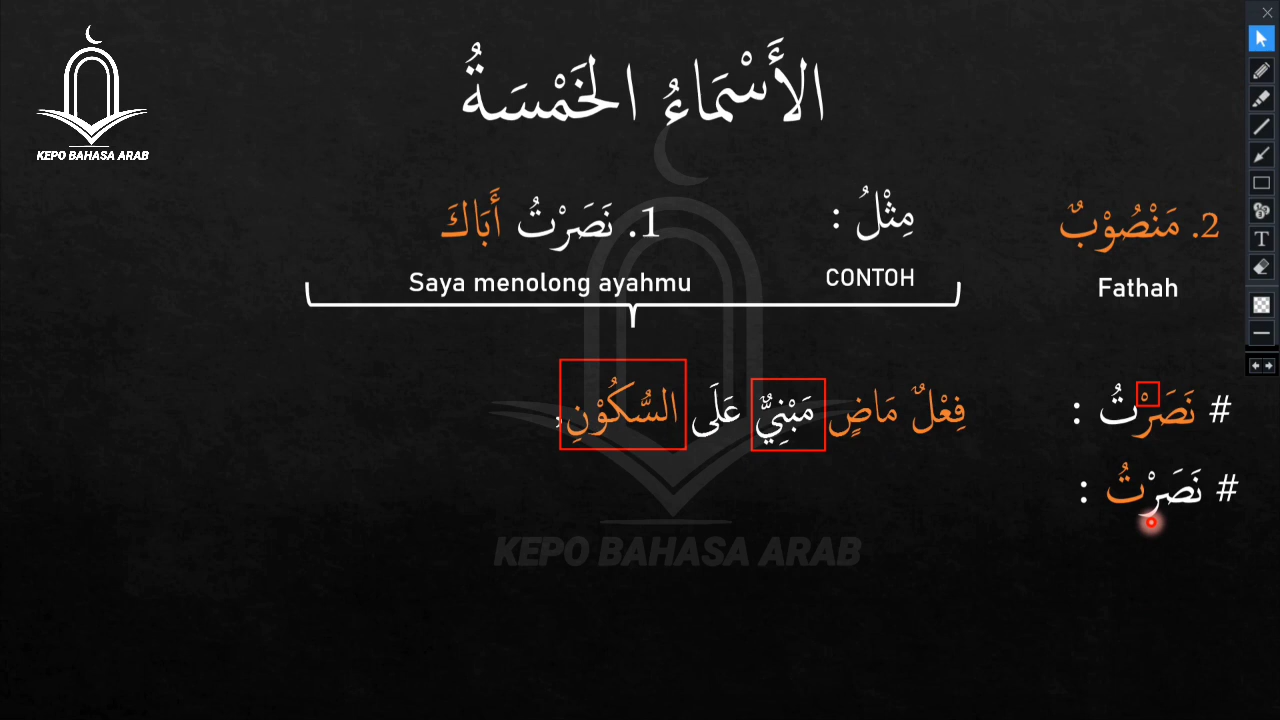 KEPO BAHASA ARAB
الأَسْمَاءُ الخَمْسَةُ
2. مَنْصُوْبٌ
Fathah
مِثْلُ :
CONTOH
1. نَصَرْتُ أَبَاكَ
Saya menolong ayahmu
# نَصَرْتُ : فِعْلٌ مَاضٍ مَبْنِيٌّ عَلَى السُّكُوْنِ,
# نَصَرْتُ :
KEPO BAHASA ARAB